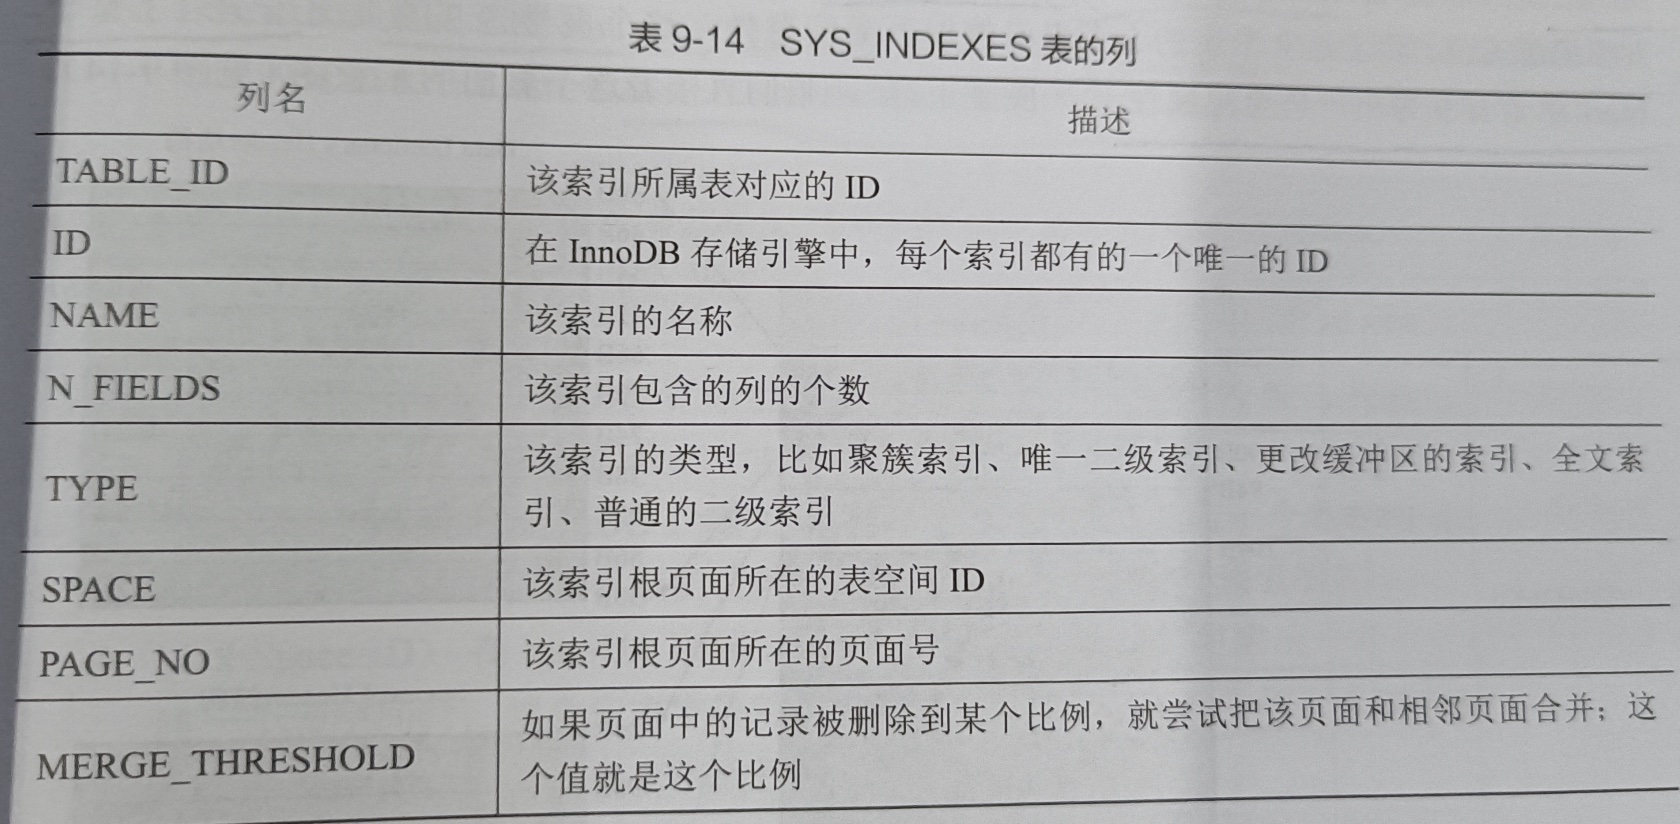 表 9-14 SYS_INDEXES 表的列
列名 描述
TABLE_ID 该索引所属表对应的 ID
ID 在 InnoDB 存储引擎中，每个索引都有的一个唯一的 ID
NAME 该索引的名称
N_FIELDS 该索引包含的列的个数
TYPE 该索引的类型，比如聚簇索引、唯一二级索引、更改缓冲区的索引、全文索
引、普通的二级索引
SPACE 该索引根页面所在的表空间 ID
PAGE_NO 该索引根页面所在的页面号
MERGE_THRESHOLD 如果页面中的记录被删除到某个比例，就尝试把该页面和相邻页面合并；这
个值就是这个比例